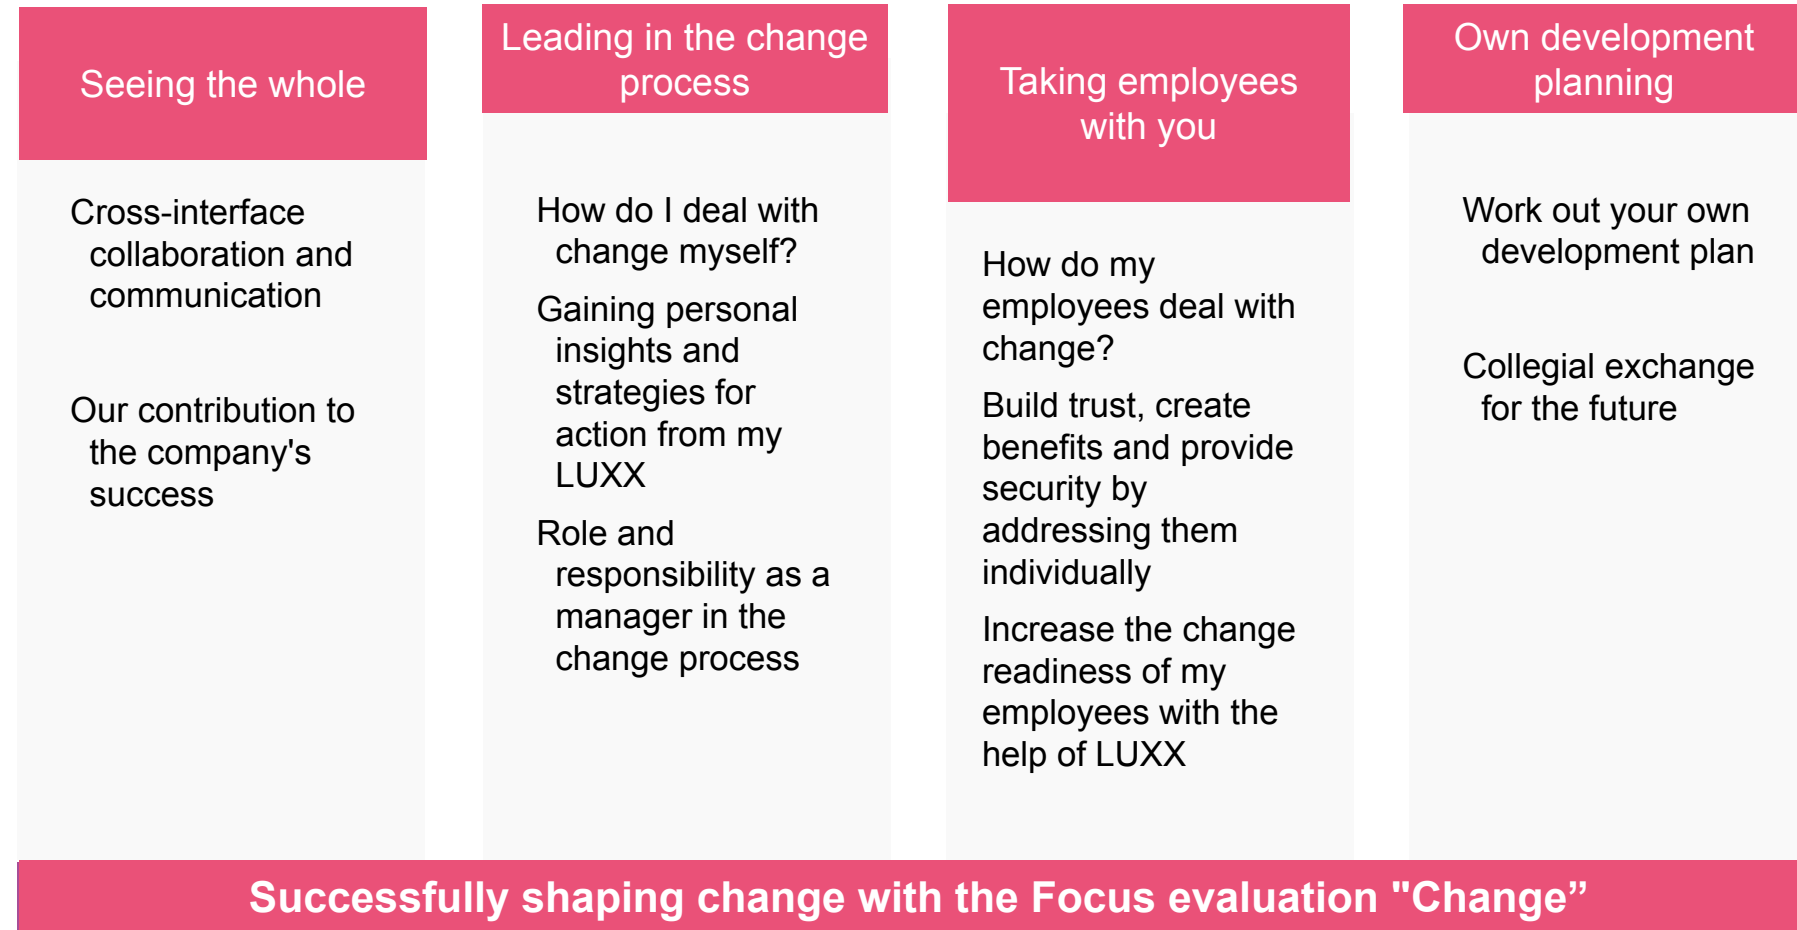 Seeing the whole
Cross-interface
collaboration and
communication
Our contribution to
the company's
success
Leading in the change
process
How do I deal with
change myself?
Gaining personal
insights and
strategies for
action from my
LUXX
Role and
responsibility as a
manager in the
change process
Taking employees
with you
How do my
employees deal with
change?
Build trust, create
benefits and provide
security by
addressing them
individually
Increase the change
readiness of my
employees with the
help of LUXX
Own development
planning
Work out your own
development plan
Collegial exchange
for the future
Successfully shaping change with the Focus evaluation "Change”